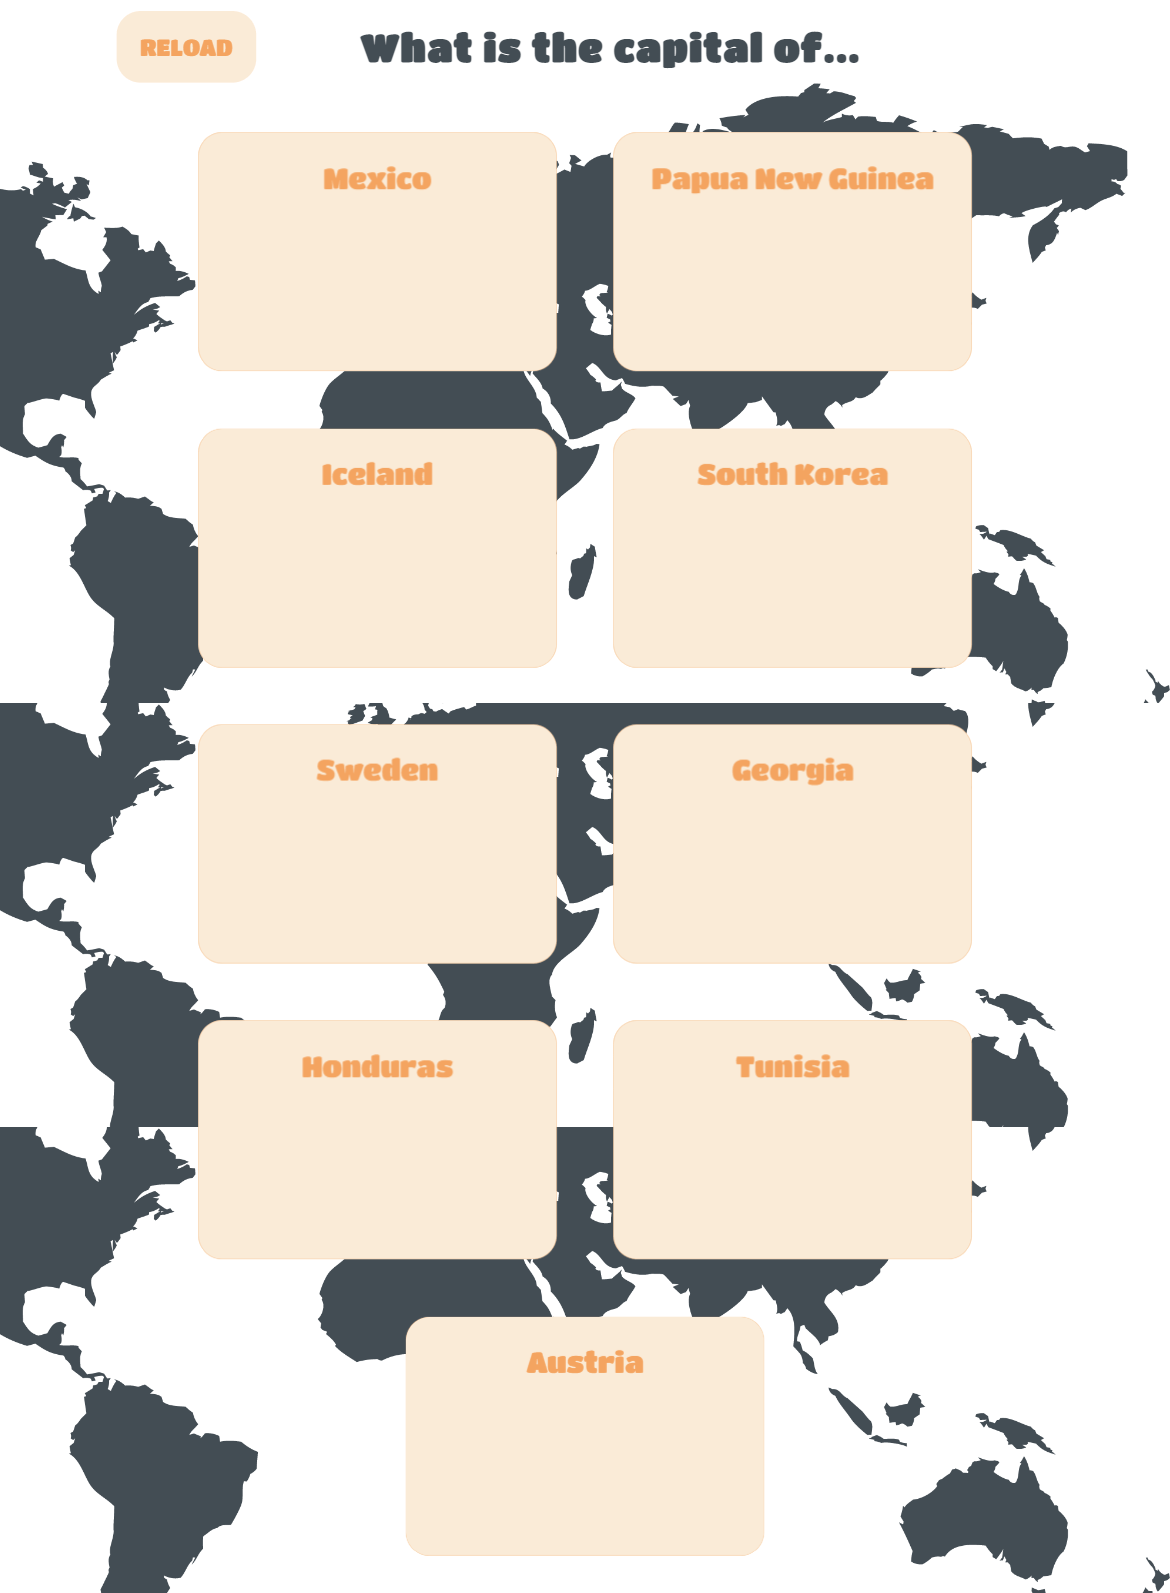 RELOAD
What is the capital of...
Mexico
Papua New Guinea
Iceland
South Korea
Sweden
Georgia
Honduras
Tunisia
Austria